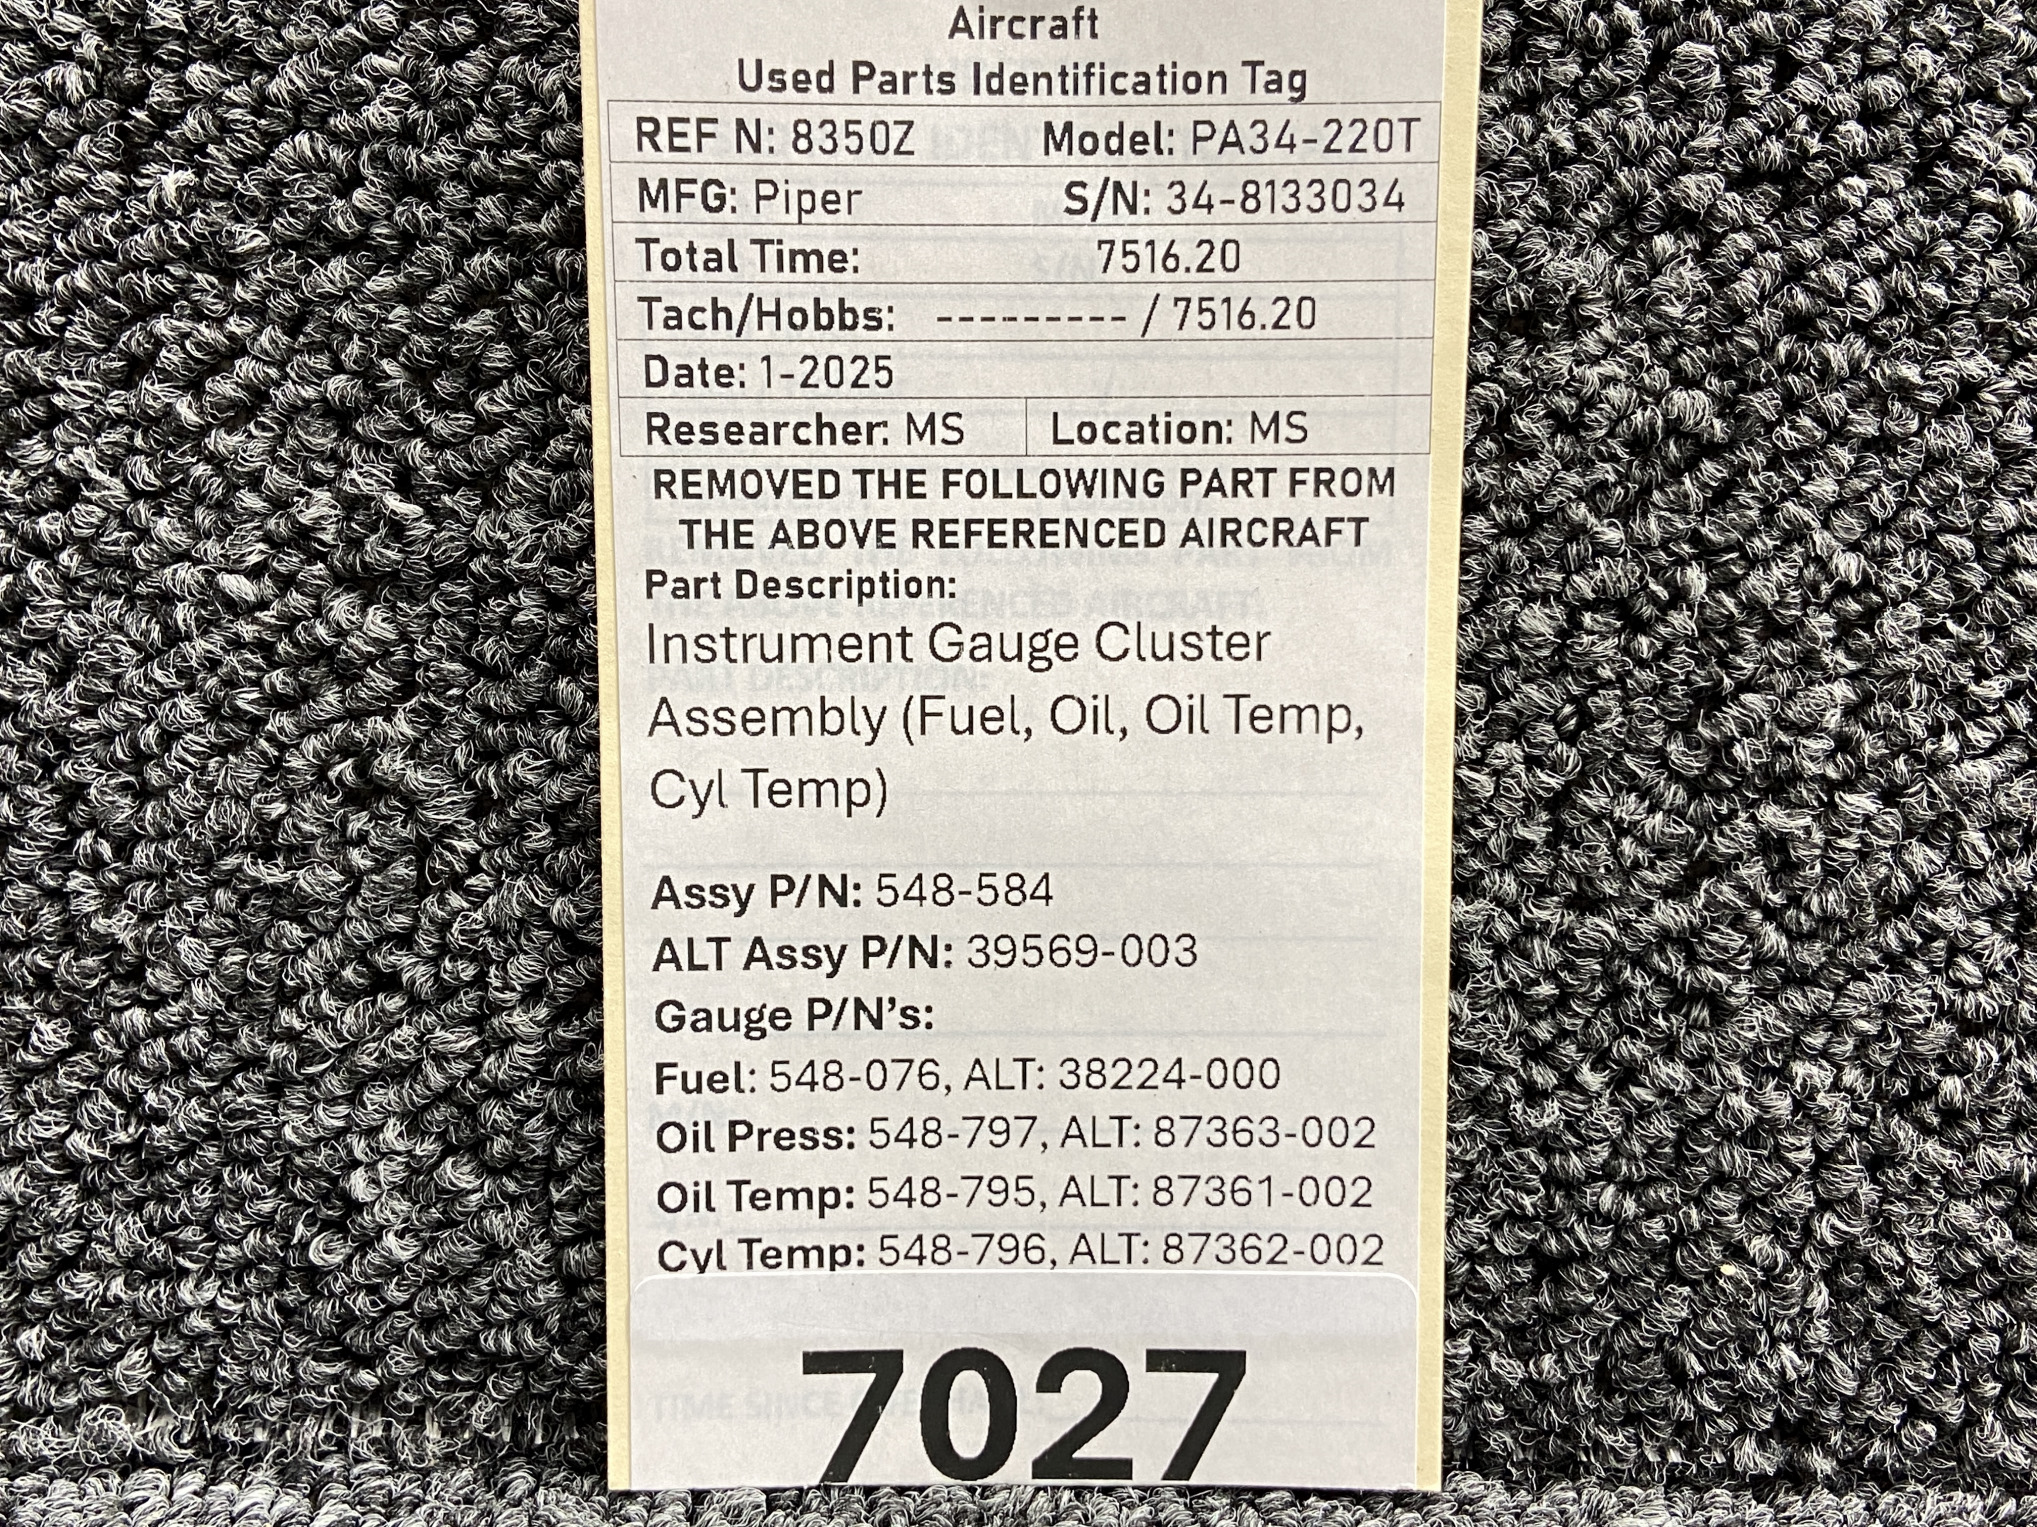 Aircraft
Used Parts Identification Tag
REF N: 8350Z Model: PA34-220T
MFG: Piper S/N: 34-8133034
Total Time: 7516.20
Tach/Hobbs: --------- / 7516.20
Date: 1-2025
Researcher: MS Location: MS
REMOVED THE FOLLOWING PART FROM
THE ABOVE REFERENCED AIRCRAFT
Part Description:
Instrument Gauge Cluster
Assembly (Fuel, Oil, Oil Temp,
Cyl Temp)
Assy P/N: 548-584
ALT Assy P/N: 39569-003
Gauge P/N's:
Fuel: 548-076, ALT: 38224-000
Oil Press: 548-797, ALT: 87363-002
Oil Temp: 548-795, ALT: 87361-002
Cyl Temp: 548-796, ALT: 87362-002
7027